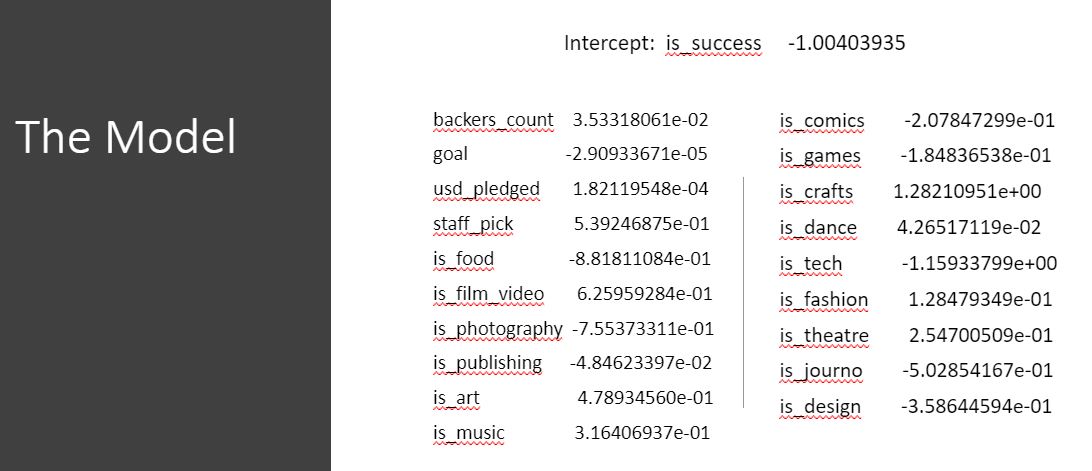 The Model
Intercept: is_success -1.00403935
backers_count 3.53318061e-02
goal -2.90933671e-05
usd_pledged 1.82119548e-04
staff_pick 5.39246875e-01
is_food -8.81811084e-01
is_film_video 6.25959284e-01
is_photography -7.55373311e-01
is_publishing -4.84623397e-02
is_art 4.78934560e-01
is_music 3.16406937e-01
is_comics -2.07847299e-01
is_games -1.84836538e-01
is_crafts 1.28210951e+00
is_dance 4.26517119e-02
is_tech -1.15933799e+00
is_fashion 1.28479349e-01
is_theatre 2.54700509e-01
is_journo -5.02854167e-01
is_design -3.58644594e-01